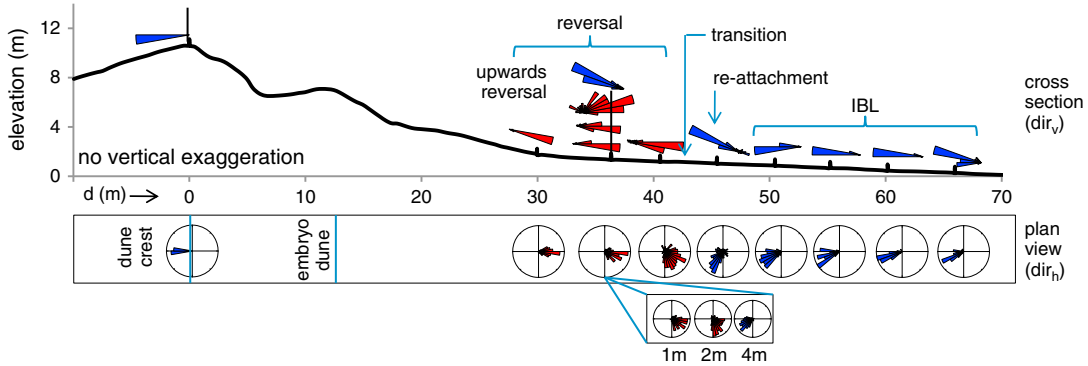 12
8
4
0
elevation (m)
reversal
transition
upwards
reversal
re-attachment
IBL
cross
section
(dirv)
no vertical exaggeration
d (m)
0
10
20
30
40
50
60
70
dune
crest
embryo
dune
plan
view
(dirh)
1m
2m
4m